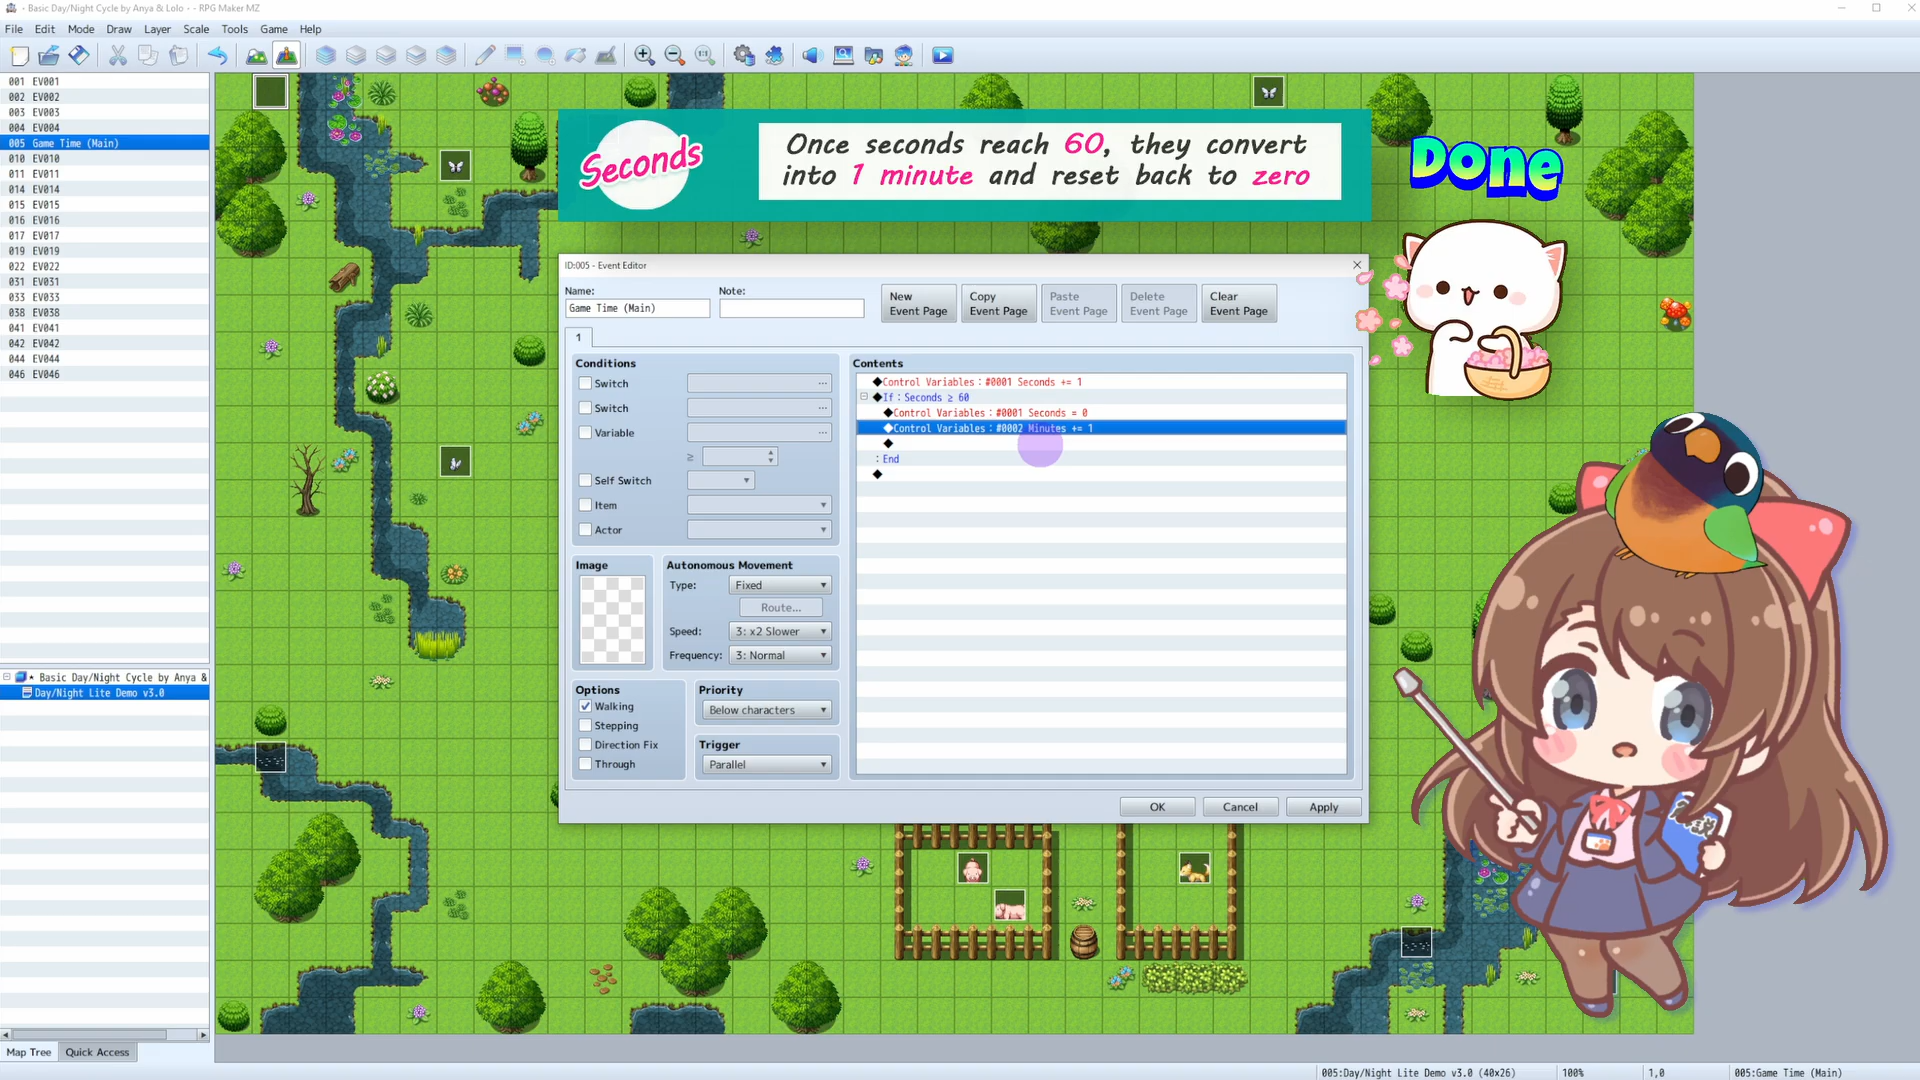 - Basic Day/Night Cycle by Anya & Lolo - - RPG Maker MZ
File Edit Mode Draw Layer Scale Tools Game Help
001 EV001
002 EV002
003 EV003
004 EV004
005 Game Time (Main)
010 EV010
011 EV011
014 EV014
015 EV015
016 EV016
017 EV017
019 EV019
022 EV022
031 EV031
033 EV033
038 EV038
041 EV041
042 EV042
044 EV044
046 EV046
Basic Day/Night Cycle by Anya &
Day/Night Lite Demo v3.0
Map Tree Quick Access
Seconds
Once seconds reach 60, they convert
into 1 minute and reset back to zero
Done
ID:005 - Event Editor
Name: Note:
Game Time (Main)
New Event Page
Copy Event Page
Paste Event Page
Delete Event Page
Clear Event Page
1
Conditions
Switch ...
Switch ...
Variable ...
≥
Self Switch
Item
Actor
Image
Autonomous Movement
Type: Fixed
Route...
Speed: 3: x2 Slower
Frequency: 3: Normal
Options
Walking
Stepping
Direction Fix
Through
Priority
Below characters
Trigger
Parallel
Contents
◆Control Variables : #0001 Seconds += 1
◆If : Seconds ≥ 60
◆Control Variables : #0001 Seconds = 0
◆Control Variables : #0002 Minutes += 1
◆
: End
◆
OK Cancel Apply
005:Day/Night Lite Demo v3.0 (40x26) 100% 1,0 005:Game Time (Main)